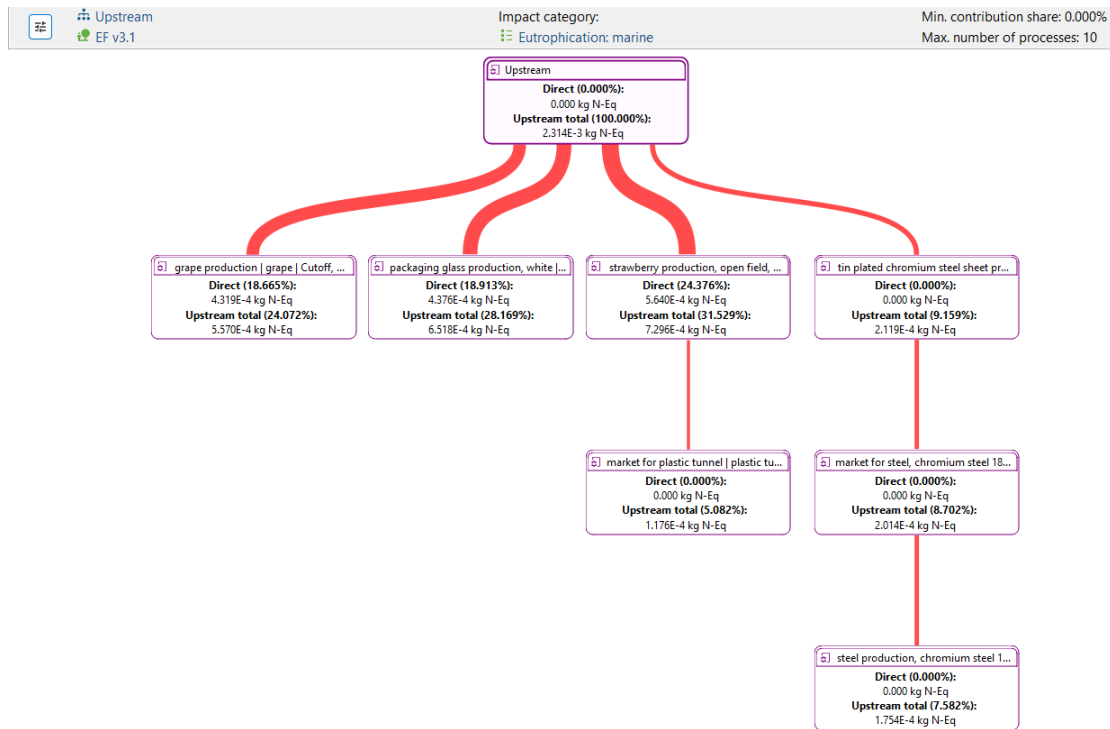 Upstream
EF v3.1
Impact category:
Eutrophication: marine
Min. contribution share: 0.000%
Max. number of processes: 10
Upstream
Direct (0.000%):
0.000 kg N-Eq
Upstream total (100.000%):
2.314E-3 kg N-Eq
grape production | grape | Cutoff, ...
Direct (18.665%):
4.319E-4 kg N-Eq
Upstream total (24.072%):
5.570E-4 kg N-Eq
packaging glass production, white |...
Direct (18.913%):
4.376E-4 kg N-Eq
Upstream total (28.169%):
6.518E-4 kg N-Eq
strawberry production, open field, ...
Direct (24.376%):
5.640E-4 kg N-Eq
Upstream total (31.529%):
7.296E-4 kg N-Eq
tin plated chromium steel sheet pr...
Direct (0.000%):
0.000 kg N-Eq
Upstream total (9.159%):
2.119E-4 kg N-Eq
market for plastic tunnel | plastic tu...
Direct (0.000%):
0.000 kg N-Eq
Upstream total (5.082%):
1.176E-4 kg N-Eq
market for steel, chromium steel 18...
Direct (0.000%):
0.000 kg N-Eq
Upstream total (8.702%):
2.014E-4 kg N-Eq
steel production, chromium steel 1...
Direct (0.000%):
0.000 kg N-Eq
Upstream total (7.582%):
1.754E-4 kg N-Eq